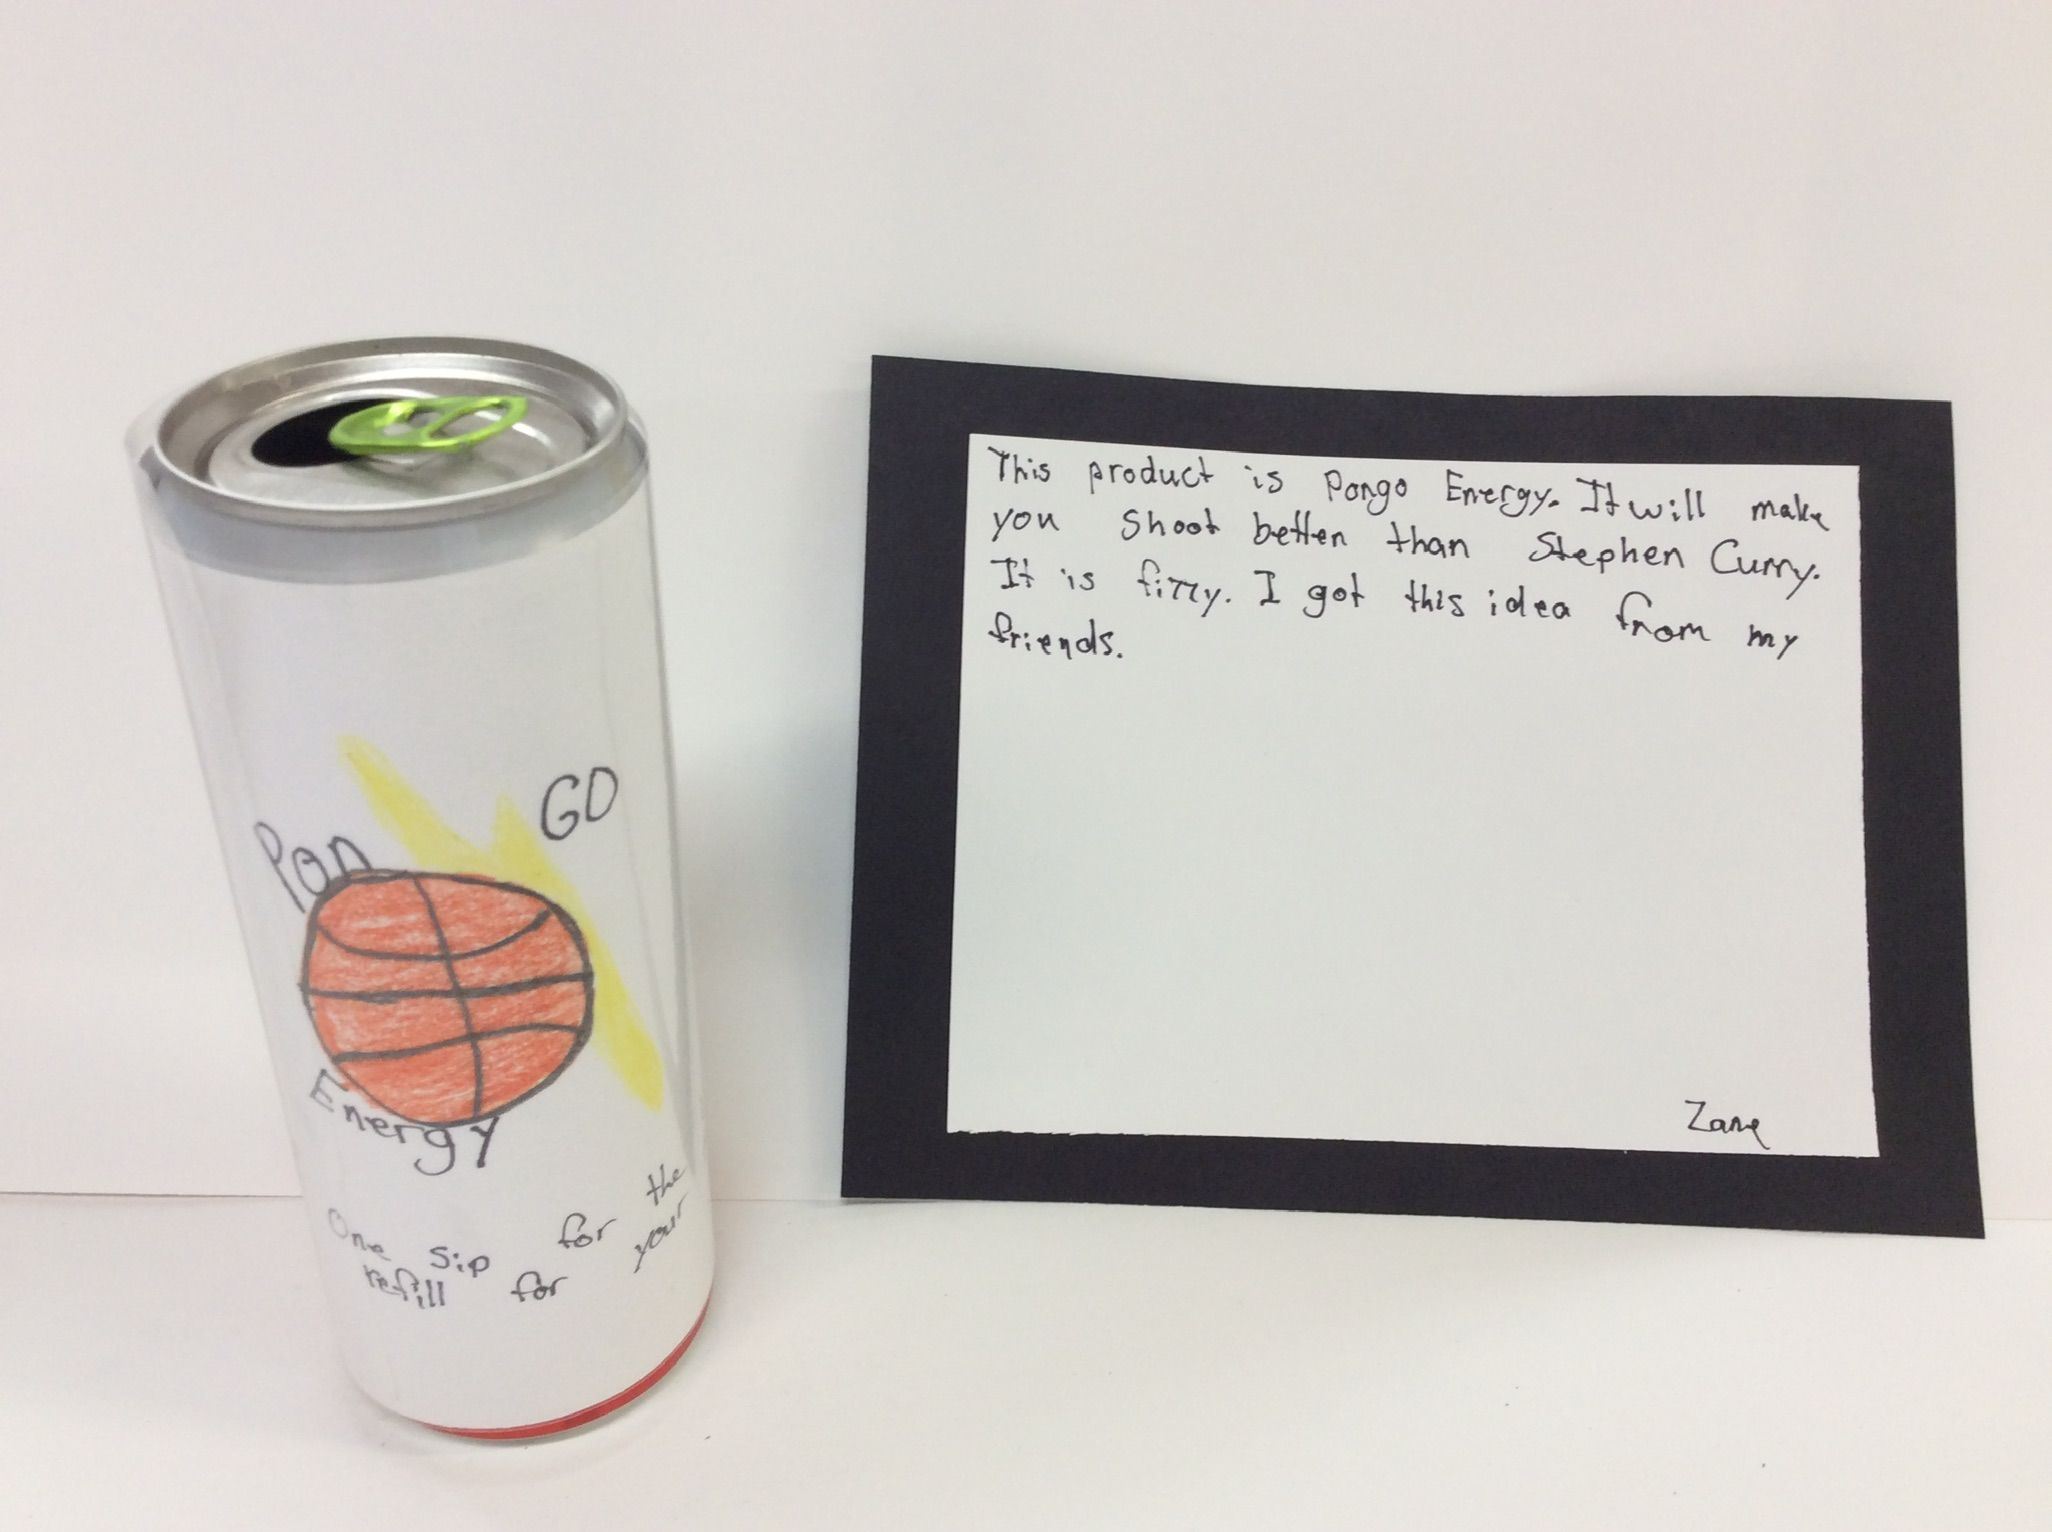 Pon GO
Energy
One sip for the
refill for your
This product is Pongo Energy. It will make
you shoot better than Stephen Curry.
It is fizzy. I got this idea from my
friends.
Zane